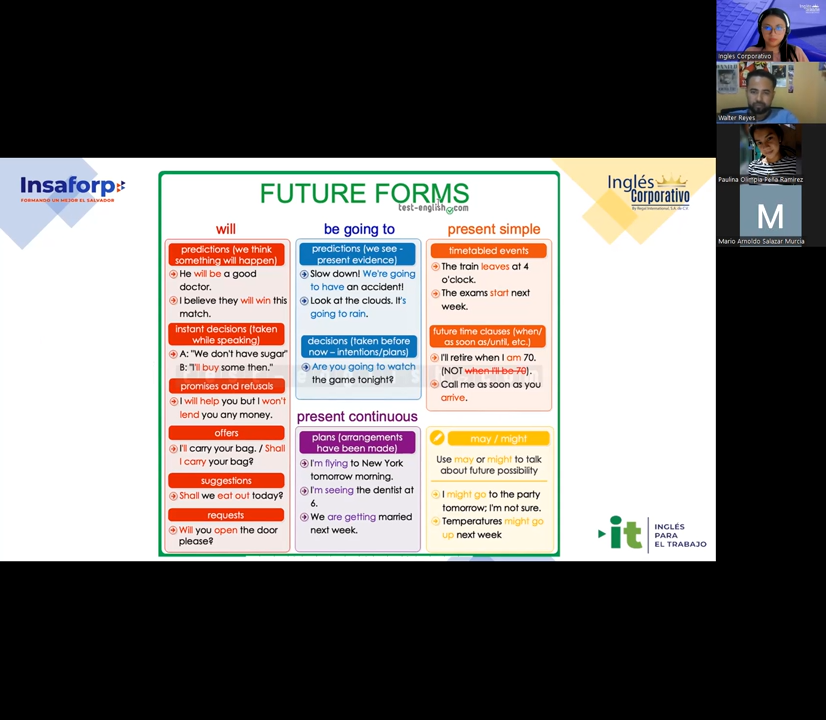 Insaforp
FORMANDO UN MEJOR EL SALVADOR
FUTURE FORMS
test-english.com
Inglés
Corporativo
will
predictions (we think
something will happen)
He will be a good
doctor.
I believe they will win this
match.
instant decisions (taken
while speaking)
A: "We don't have sugar"
B: "I'll buy some then."
promises and refusals
I will help you but I won't
lend you any money.
offers
I'll carry your bag. / Shall
I carry your bag?
suggestions
Shall we eat out today?
requests
Will you open the door
please?
be going to
predictions (we see -
present evidence)
Slow down! We're going
to have an accident!
Look at the clouds. It's
going to rain.
decisions (taken before
now – intentions/plans)
Are you going to watch
the game tonight?
present continuous
plans (arrangements
have been made)
I'm flying to New York
tomorrow morning.
I'm seeing the dentist at
6.
We are getting married
next week.
present simple
timetabled events
The train leaves at 4
o'clock.
The exams start next
week.
future time clauses (when/
as soon as/until, etc.)
I'll retire when I am 70.
(NOT when I'll be 70).
Call me as soon as you
arrive.
may / might
Use may or might to talk
about future possibility
I might go to the party
tomorrow; I'm not sure.
Temperatures might go
up next week
it
INGLÉS
PARA
EL TRABAJO
Ingles Corporativo
Walter Reyes
Paulina Olimpia Peña Ramirez
M
Mario Arnoldo Salazar Murcia